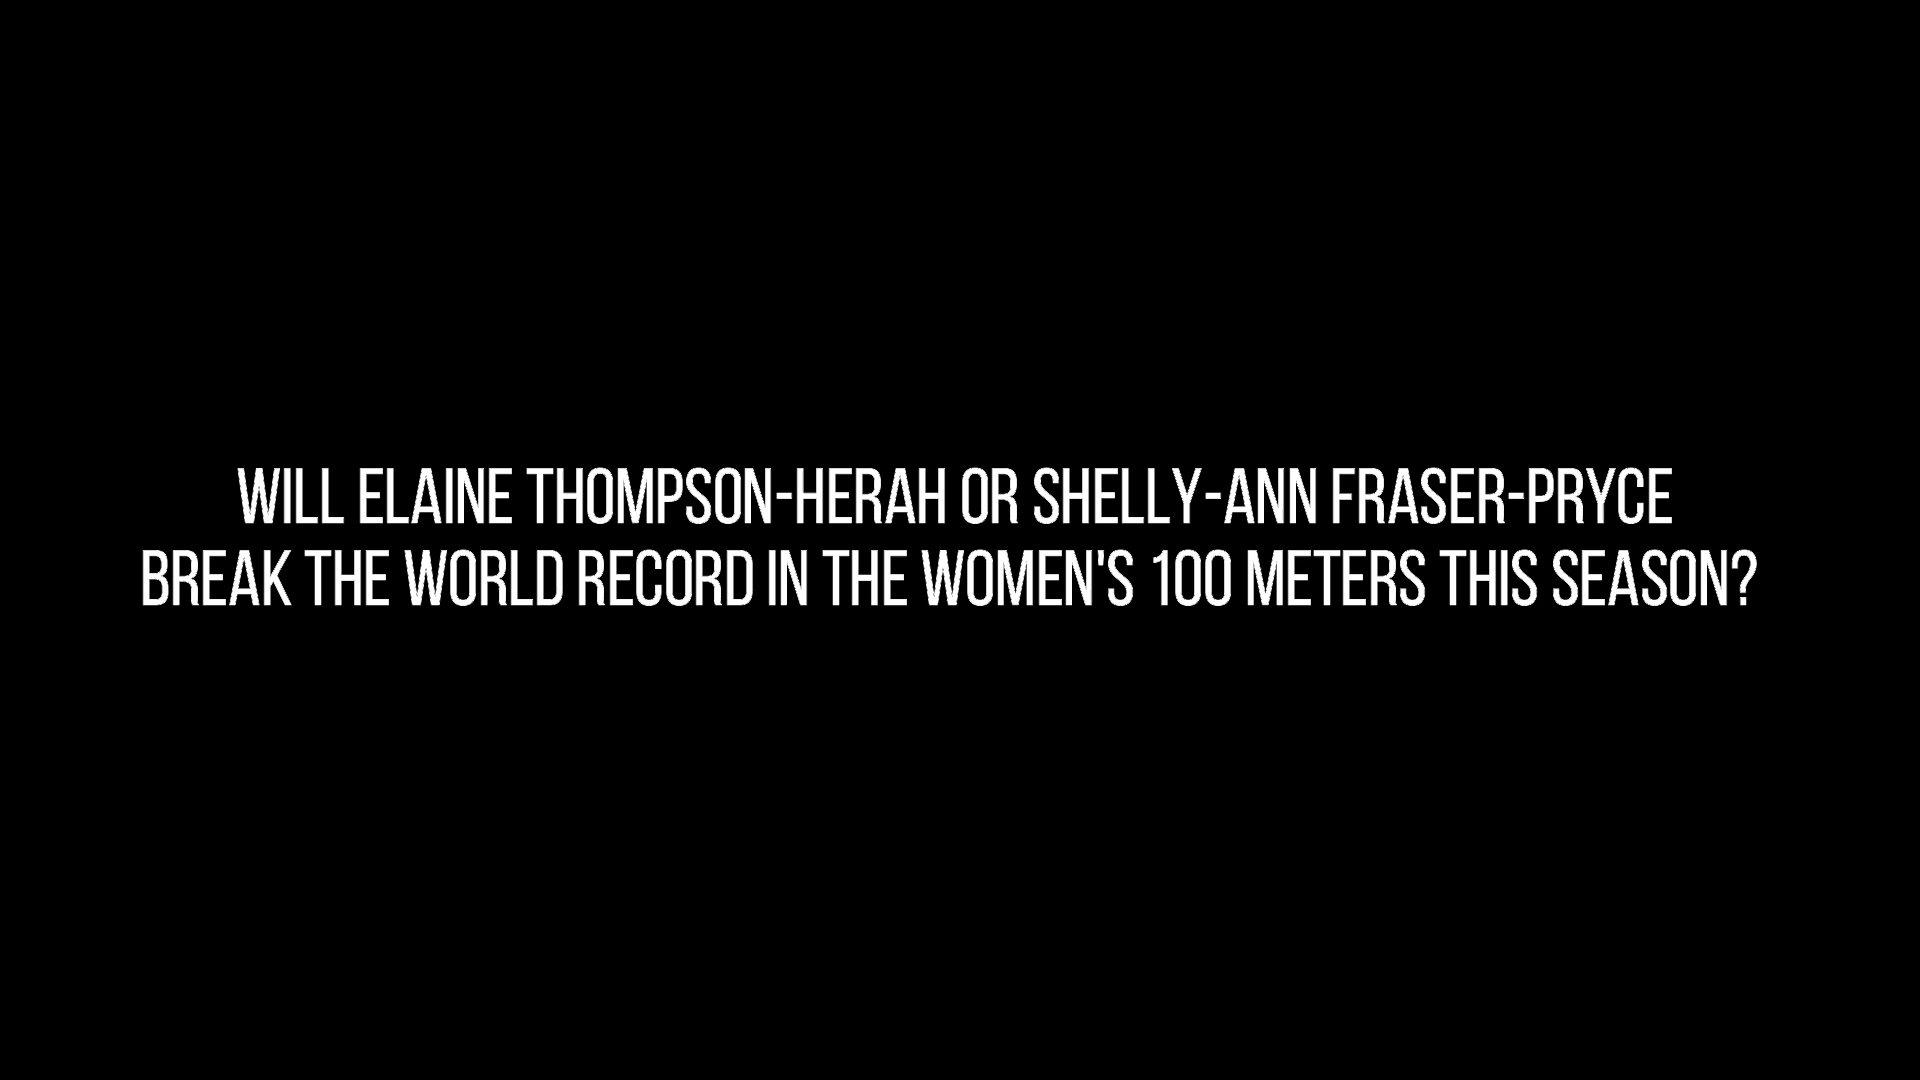 WILL ELAINE THOMPSON-HERAH OR SHELLY-ANN FRASER-PRYCE
BREAK THE WORLD RECORD IN THE WOMEN'S 100 METERS THIS SEASON?